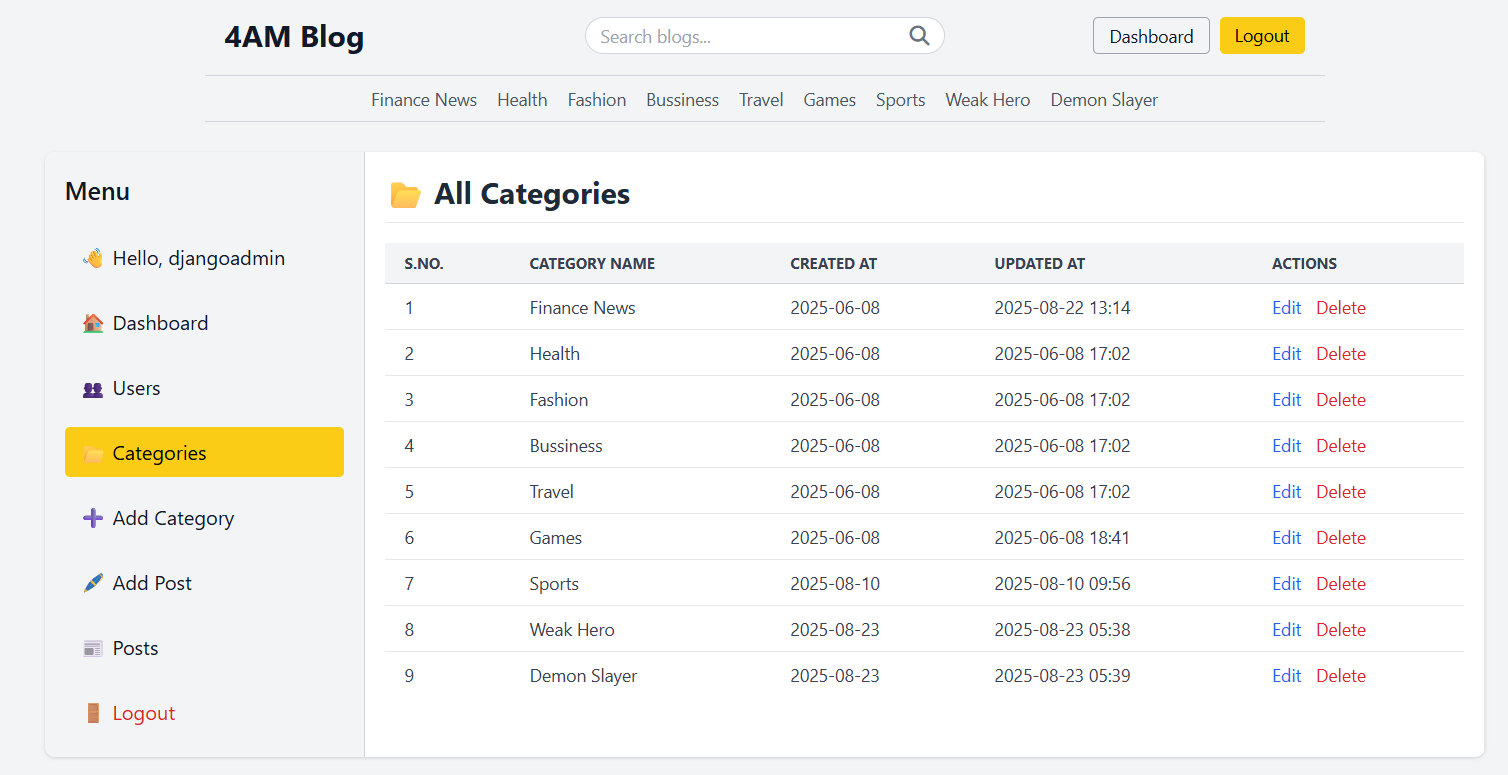 4AM Blog Search blogs... Dashboard Logout
Finance News Health Fashion Bussiness Travel Games Sports Weak Hero Demon Slayer
Menu
Hello, djangoadmin
Dashboard
Users
Categories
Add Category
Add Post
Posts
Logout
All Categories
S.NO. CATEGORY NAME CREATED AT UPDATED AT ACTIONS
1 Finance News 2025-06-08 2025-08-22 13:14 Edit Delete
2 Health 2025-06-08 2025-06-08 17:02 Edit Delete
3 Fashion 2025-06-08 2025-06-08 17:02 Edit Delete
4 Bussiness 2025-06-08 2025-06-08 17:02 Edit Delete
5 Travel 2025-06-08 2025-06-08 17:02 Edit Delete
6 Games 2025-06-08 2025-06-08 18:41 Edit Delete
7 Sports 2025-08-10 2025-08-10 09:56 Edit Delete
8 Weak Hero 2025-08-23 2025-08-23 05:38 Edit Delete
9 Demon Slayer 2025-08-23 2025-08-23 05:39 Edit Delete